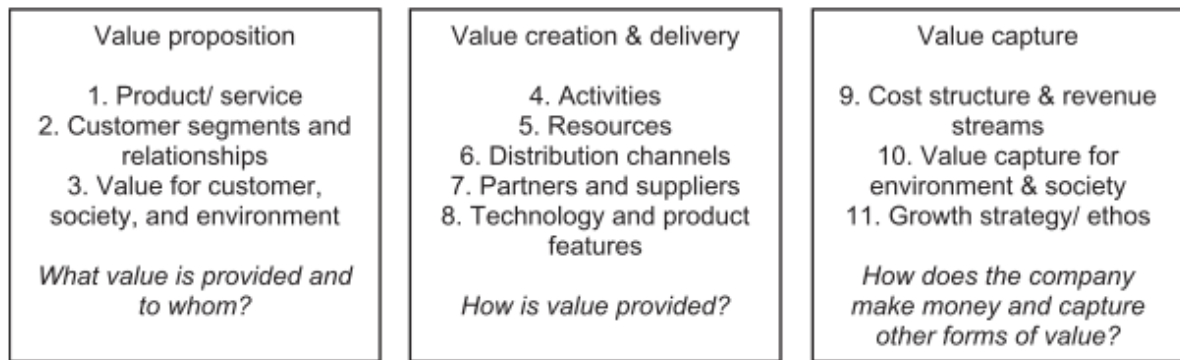 Value proposition
1. Product/ service
2. Customer segments and
relationships
3. Value for customer,
society, and environment
What value is provided and
to whom?
Value creation & delivery
4. Activities
5. Resources
6. Distribution channels
7. Partners and suppliers
8. Technology and product
features
How is value provided?
Value capture
9. Cost structure & revenue
streams
10. Value capture for
environment & society
11. Growth strategy/ ethos
How does the company
make money and capture
other forms of value?